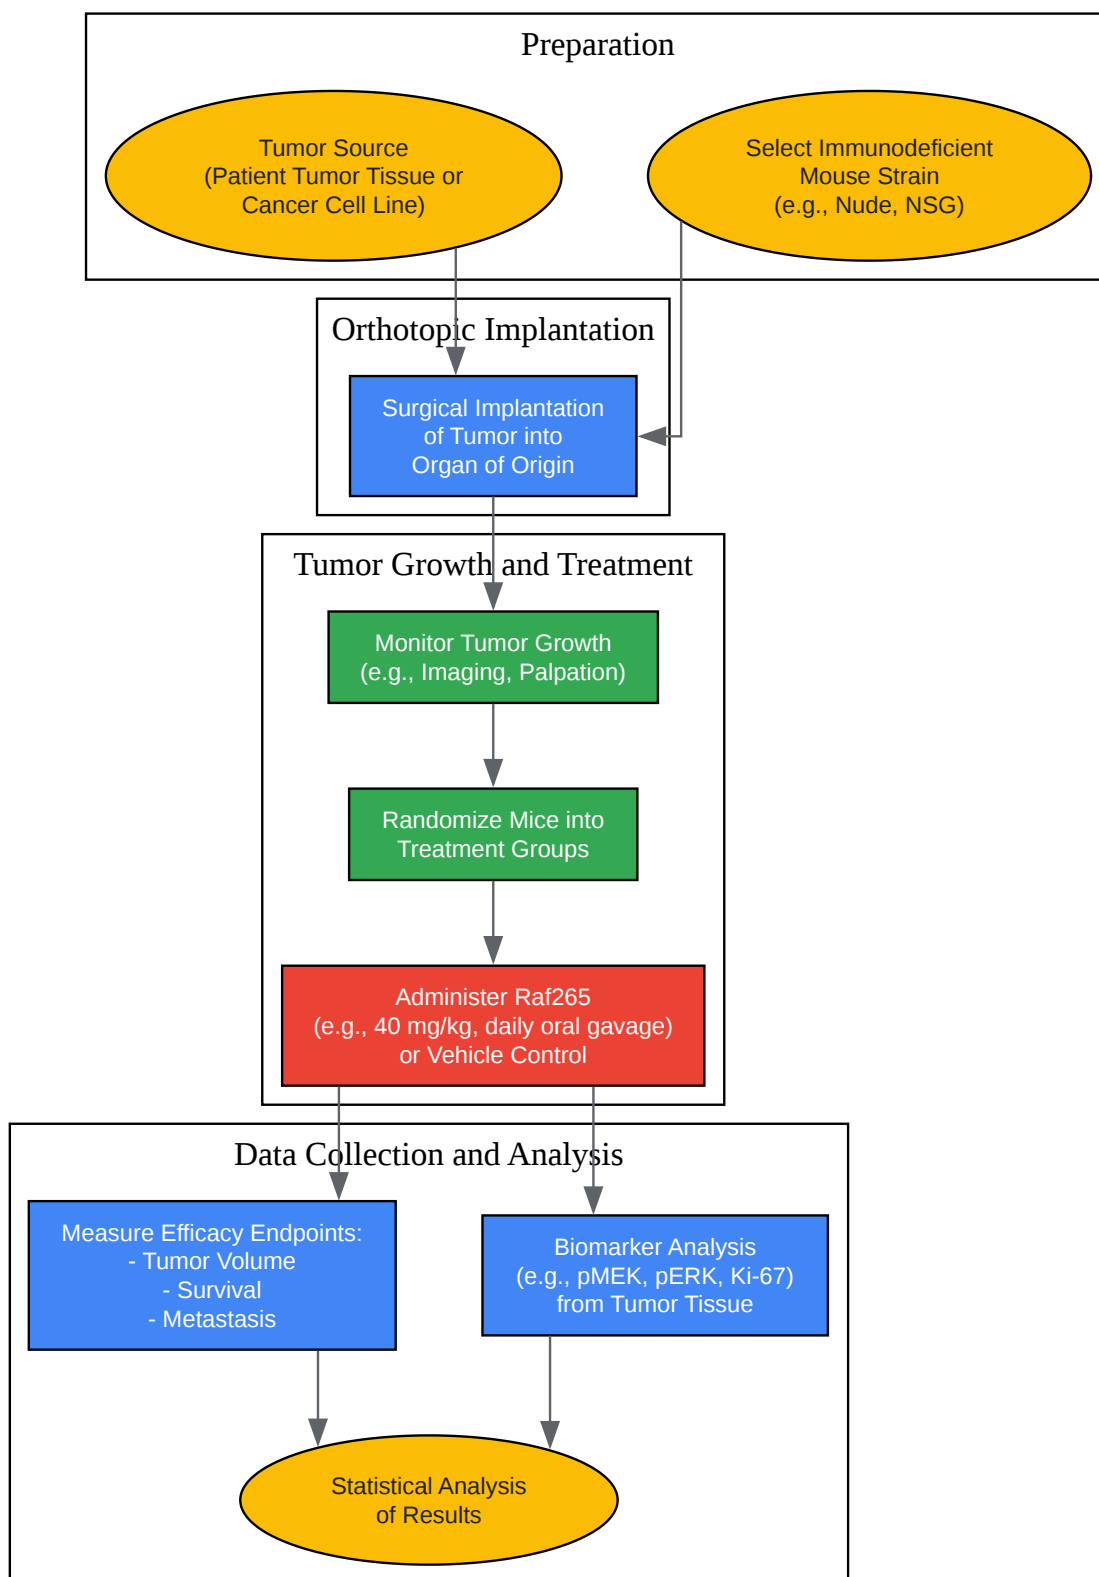 Preparation
Tumor Source
(Patient Tumor Tissue or
Cancer Cell Line)
Select Immunodeficient
Mouse Strain
(e.g., Nude, NSG)
Orthotopic Implantation
Surgical Implantation
of Tumor into
Organ of Origin
Tumor Growth and Treatment
Monitor Tumor Growth
(e.g., Imaging, Palpation)
Randomize Mice into
Treatment Groups
Administer Raf265
(e.g., 40 mg/kg, daily oral gavage)
or Vehicle Control
Data Collection and Analysis
Measure Efficacy Endpoints:
- Tumor Volume
- Survival
- Metastasis
Biomarker Analysis
(e.g., pMEK, pERK, Ki-67)
from Tumor Tissue
Statistical Analysis
of Results